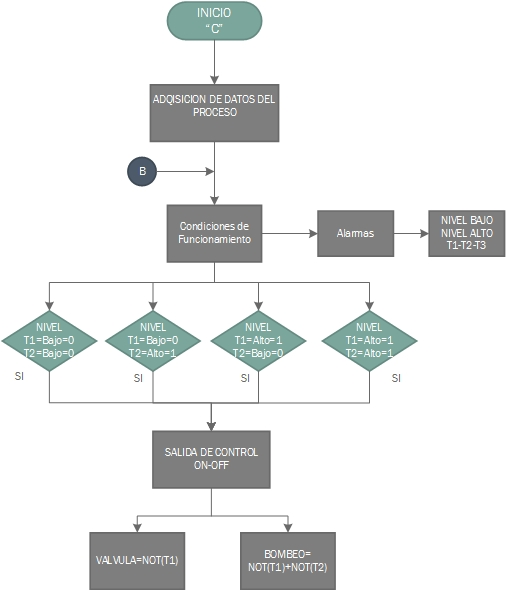 INICIO
“C”
ADQISICION DE DATOS DEL
PROCESO
B
Condiciones de
Funcionamiento
Alarmas
NIVEL BAJO
NIVEL ALTO
T1-T2-T3
NIVEL
T1=Bajo=0
T2=Bajo=0
NIVEL
T1=Bajo=0
T2=Alto=1
NIVEL
T1=Alto=1
T2=Bajo=0
NIVEL
T1=Alto=1
T2=Alto=1
SI
SI
SI
SI
SALIDA DE CONTROL
ON-OFF
VALVULA=NOT(T1)
BOMBEO=
NOT(T1)+NOT(T2)